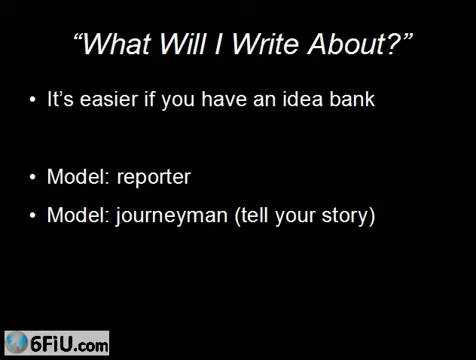 “What Will I Write About?”
• It’s easier if you have an idea bank
• Model: reporter
• Model: journeyman (tell your story)
6FiU.com